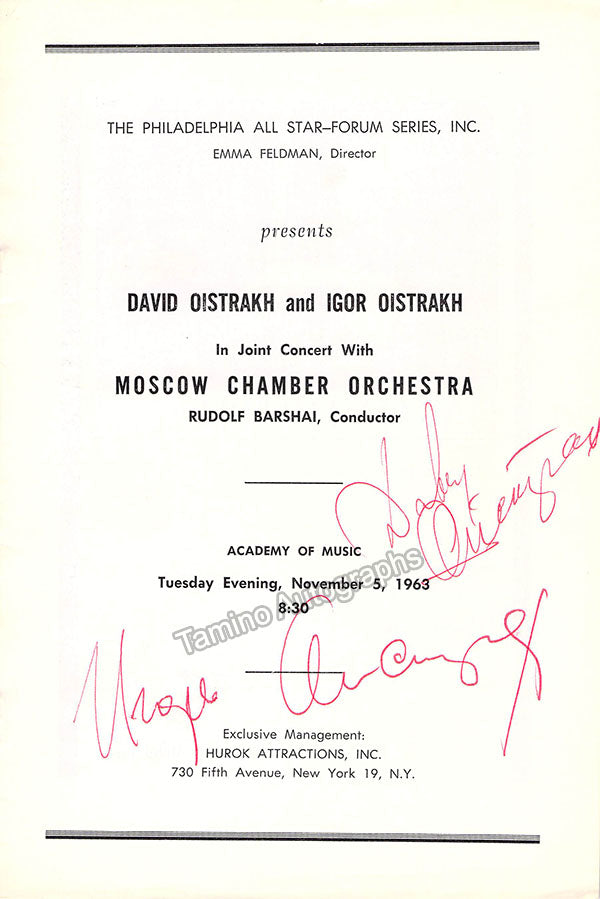 THE PHILADELPHIA ALL STAR–FORUM SERIES, INC.
EMMA FELDMAN, Director
presents
DAVID OISTRAKH and IGOR OISTRAKH
In Joint Concert With
MOSCOW CHAMBER ORCHESTRA
RUDOLF BARSHAI, Conductor
ACADEMY OF MUSIC
Tuesday Evening, November 5, 1963
8:30
Tamino Autographs
Игорь Ойстрах
Exclusive Management:
HUROK ATTRACTIONS, INC.
730 Fifth Avenue, New York 19, N.Y.